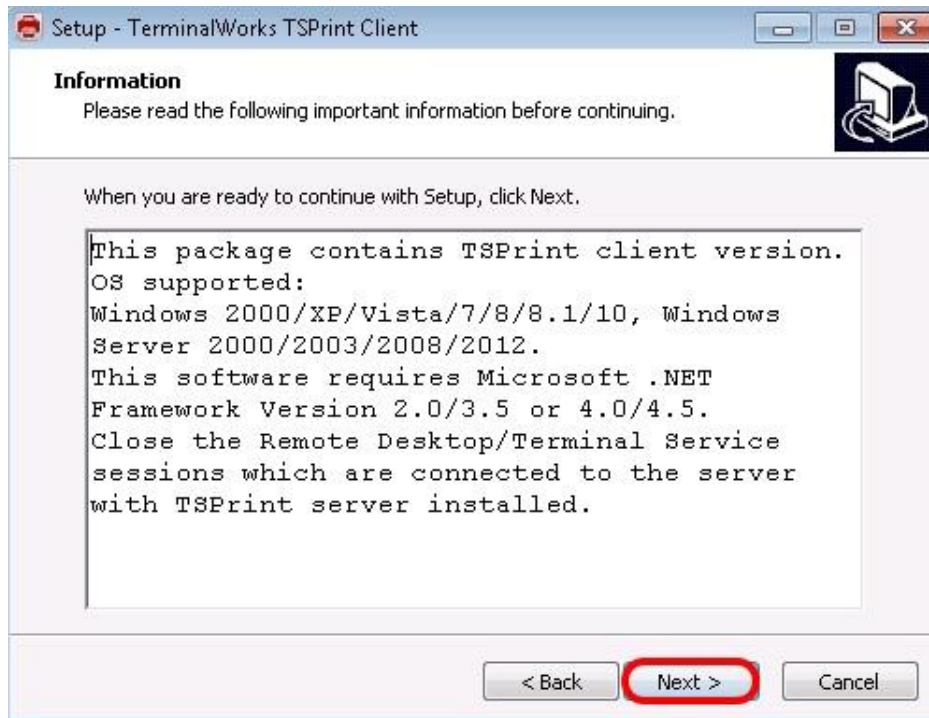 Setup - TerminalWorks TSPrint Client
Information
Please read the following important information before continuing.
When you are ready to continue with Setup, click Next.
This package contains TSPrint client version.
OS supported:
Windows 2000/XP/Vista/7/8/8.1/10, Windows
Server 2000/2003/2008/2012.
This software requires Microsoft .NET
Framework Version 2.0/3.5 or 4.0/4.5.
Close the Remote Desktop/Terminal Service
sessions which are connected to the server
with TSPrint server installed.
< Back Next > Cancel